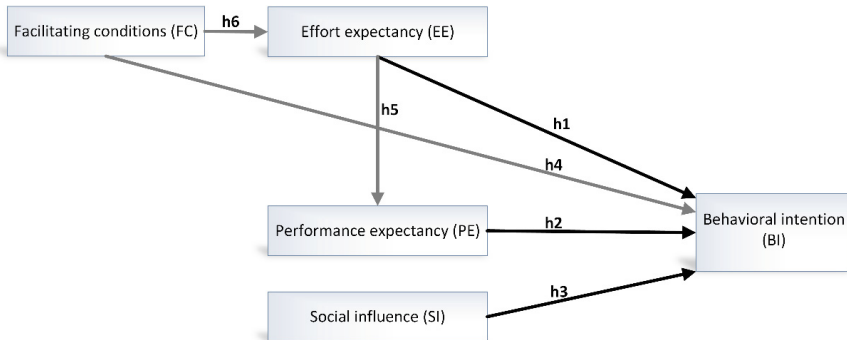 Facilitating conditions (FC)
h6
Effort expectancy (EE)
h5
h1
h4
Performance expectancy (PE)
h2
Behavioral intention
(BI)
h3
Social influence (SI)